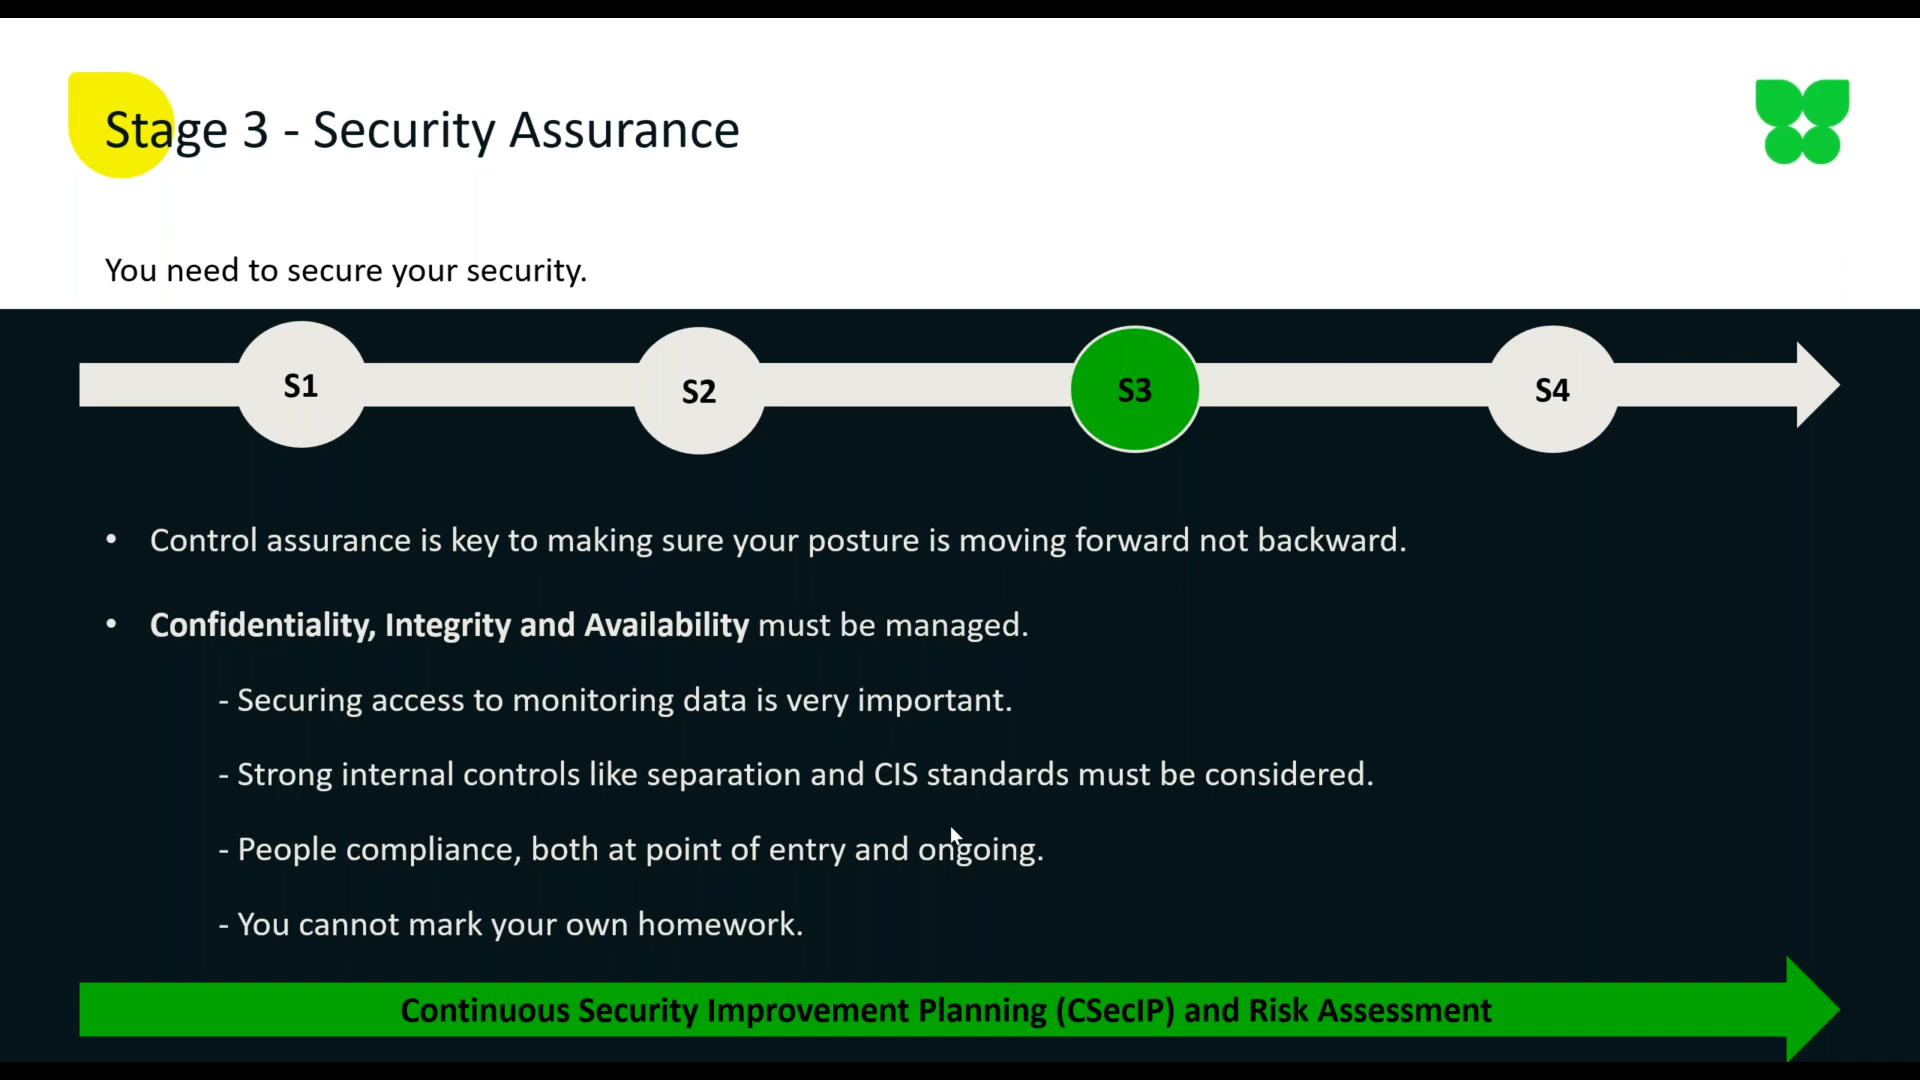 Stage 3 - Security Assurance
You need to secure your security.
S1
S2
S3
S4
• Control assurance is key to making sure your posture is moving forward not backward.
• Confidentiality, Integrity and Availability must be managed.
- Securing access to monitoring data is very important.
- Strong internal controls like separation and CIS standards must be considered.
- People compliance, both at point of entry and ongoing.
- You cannot mark your own homework.
Continuous Security Improvement Planning (CSecIP) and Risk Assessment